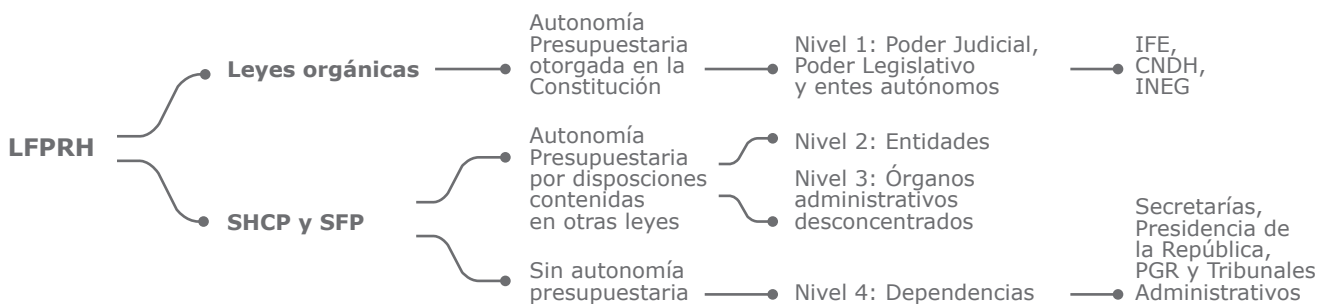 LFPRH
Leyes orgánicas
Autonomía
Presupuestaria
otorgada en la
Constitución
Nivel 1: Poder Judicial,
Poder Legislativo
y entes autónomos
IFE,
CNDH,
INEG
SHCP y SFP
Autonomía
Presupuestaria
por disposciones
contenidas
en otras leyes
Nivel 2: Entidades
Nivel 3: Órganos
administrativos
desconcentrados
Sin autonomía
presupuestaria
Nivel 4: Dependencias
Secretarías,
Presidencia de
la República,
PGR y Tribunales
Administrativos